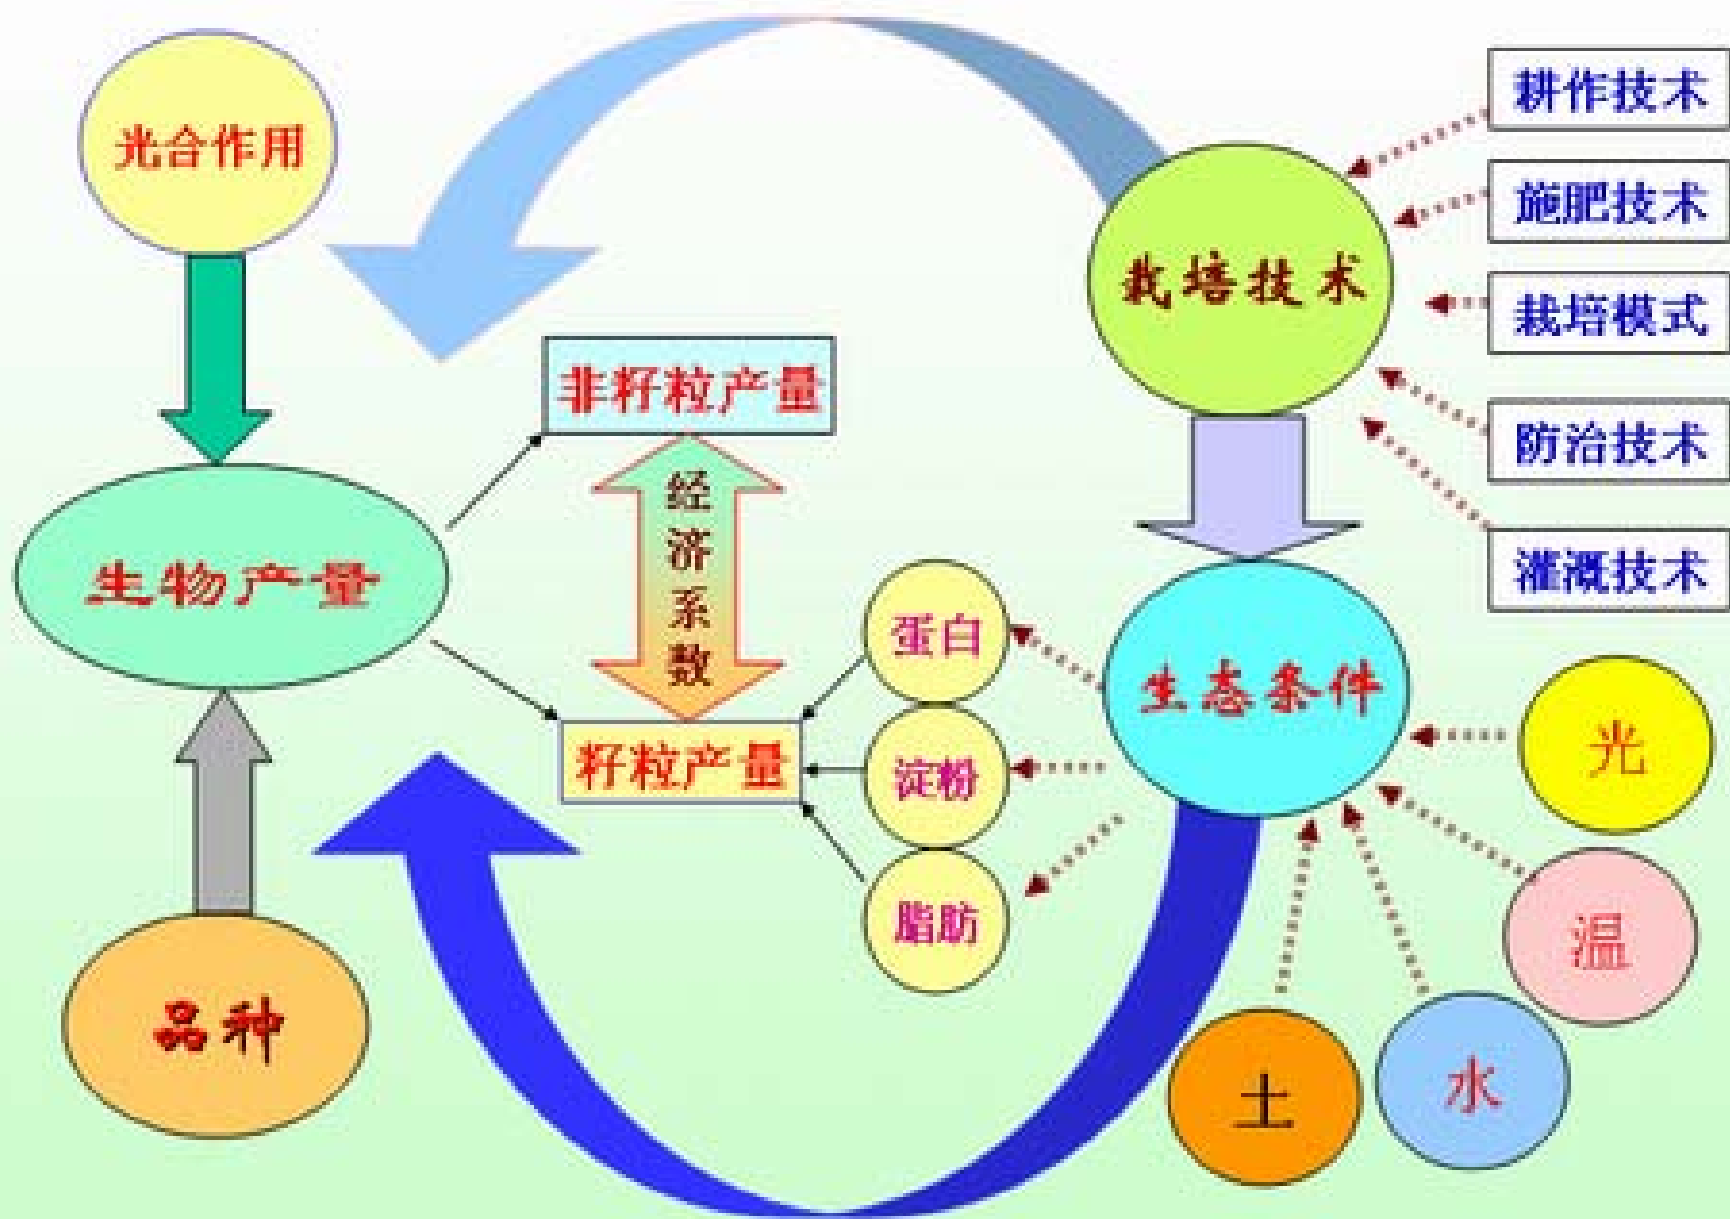 光合作用
耕作技术
施肥技术
栽培技术
栽培模式
非籽粒产量
防治技术
经济系数
灌溉技术
生物产量
蛋白
生态条件
光
籽粒产量
淀粉
脂肪
温
品种
水
土